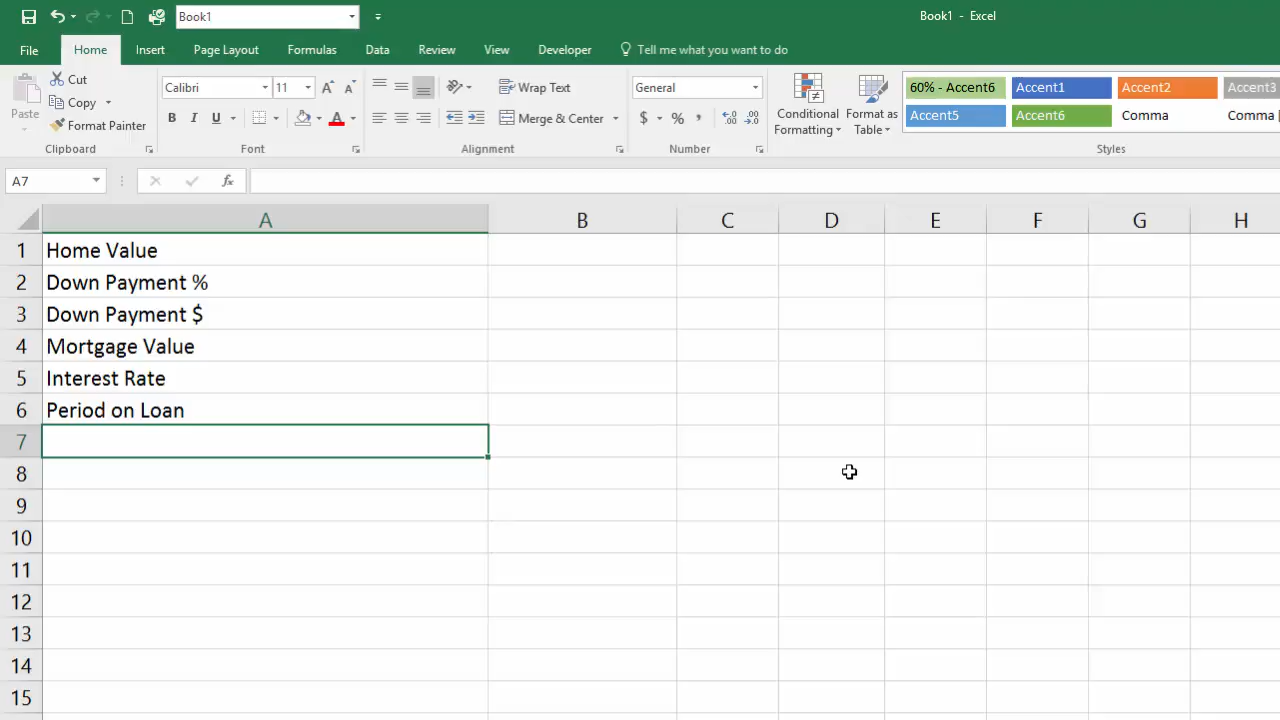 Book1
Book1 - Excel
File Home Insert Page Layout Formulas Data Review View Developer Tell me what you want to do
Paste
Cut
Copy
Format Painter
Clipboard
Calibri 11
B I U A
Font
Wrap Text
Merge & Center
Alignment
General
$ % ,
Number
Conditional Formatting
Format as Table
60% - Accent6 Accent1 Accent2 Accent3
Accent5 Accent6 Comma Comma [
Styles
A7 fx
A B C D E F G H
1 Home Value
2 Down Payment %
3 Down Payment $
4 Mortgage Value
5 Interest Rate
6 Period on Loan
7
8
9
10
11
12
13
14
15